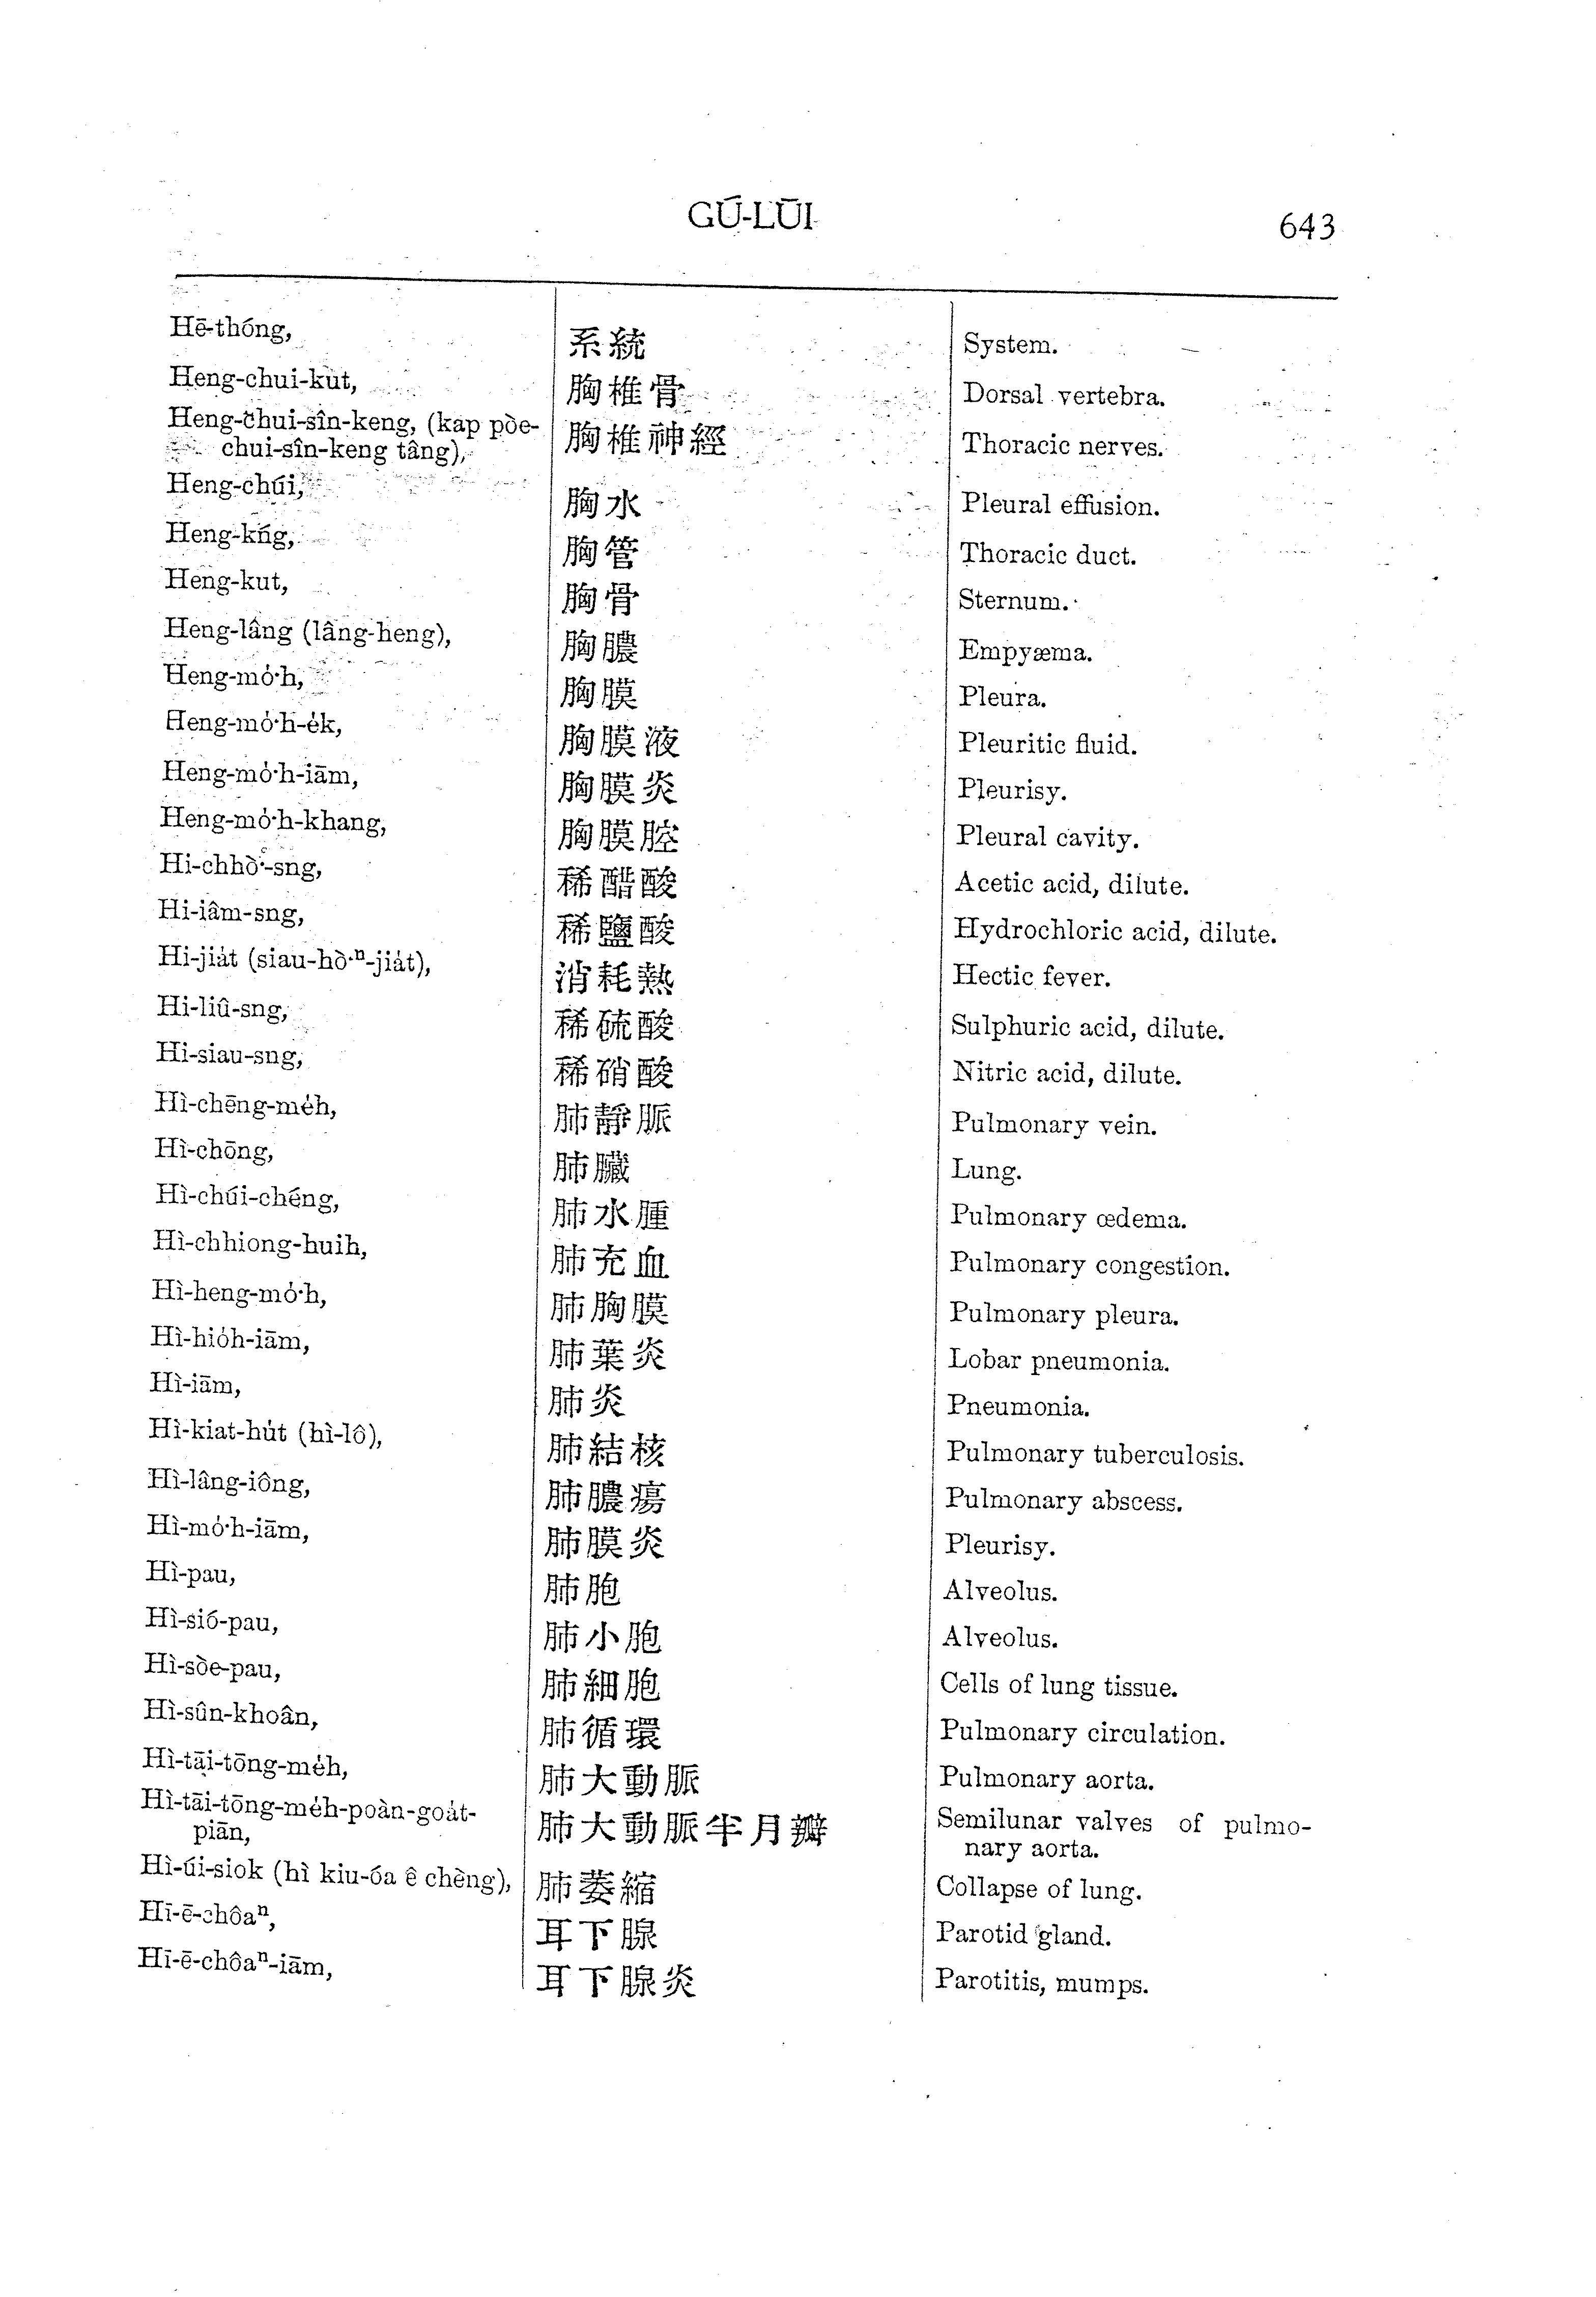 GÚ-LŪI
643
Hē-thóng, 系統 System.
Heng-chui-kùt, 胸椎骨 Dorsal vertebra.
Heng-chui-sîn-keng, (kap pòe- 胸椎神經 Thoracic nerves.
chui-sîn-keng tâng),
Heng-chúi, 胸水 Pleural effusion.
Heng-kńg, 胸管 Thoracic duct.
Heng-kut, 胸骨 Sternum.
Heng-lâng (lâng-heng), 胸膿 Empyæma.
Heng-mo̍·h, 胸膜 Pleura.
Heng-mo̍·h-e̍k, 胸膜液 Pleuritic fluid.
Heng-mo̍·h-iām, 胸膜炎 Pleurisy.
Heng-mo̍·h-khang, 胸膜腔 Pleural cavity.
Hi-chhò·-sng, 稀醋酸 Acetic acid, dilute.
Hi-iâm-sng, 稀鹽酸 Hydrochloric acid, dilute.
Hi-jia̍t (siau-hò·ⁿ-jia̍t), 消耗熱 Hectic fever.
Hi-liû-sng, 稀硫酸 Sulphuric acid, dilute.
Hi-siau-sng, 稀硝酸 Nitric acid, dilute.
Hì-chēng-me̍h, 肺靜脈 Pulmonary vein.
Hì-chōng, 肺臟 Lung.
Hì-chúi-chéng, 肺水腫 Pulmonary œdema.
Hì-chhiong-huih, 肺充血 Pulmonary congestion.
Hì-heng-mo̍·h, 肺胸膜 Pulmonary pleura.
Hì-hio̍h-iām, 肺葉炎 Lobar pneumonia.
Hì-iām, 肺炎 Pneumonia.
Hì-kiat-hu̍t (hì-lô), 肺結核 Pulmonary tuberculosis.
Hì-lâng-iông, 肺膿瘍 Pulmonary abscess.
Hì-mo̍·h-iām, 肺膜炎 Pleurisy.
Hì-pau, 肺胞 Alveolus.
Hì-sió-pau, 肺小胞 Alveolus.
Hì-sòe-pau, 肺細胞 Cells of lung tissue.
Hì-sûn-khoân, 肺循環 Pulmonary circulation.
Hì-tāi-tōng-me̍h, 肺大動脈 Pulmonary aorta.
Hì-tāi-tōng-me̍h-poàn-goa̍t- 肺大動脈半月瓣 Semilunar valves of pulmo-
piān, nary aorta.
Hì-úi-siok (hì kiu-óa ê chèng), 肺萎縮 Collapse of lung.
Hī-ē-chôaⁿ, 耳下腺 Parotid gland.
Hī-ē-chôaⁿ-iām, 耳下腺炎 Parotitis, mumps.